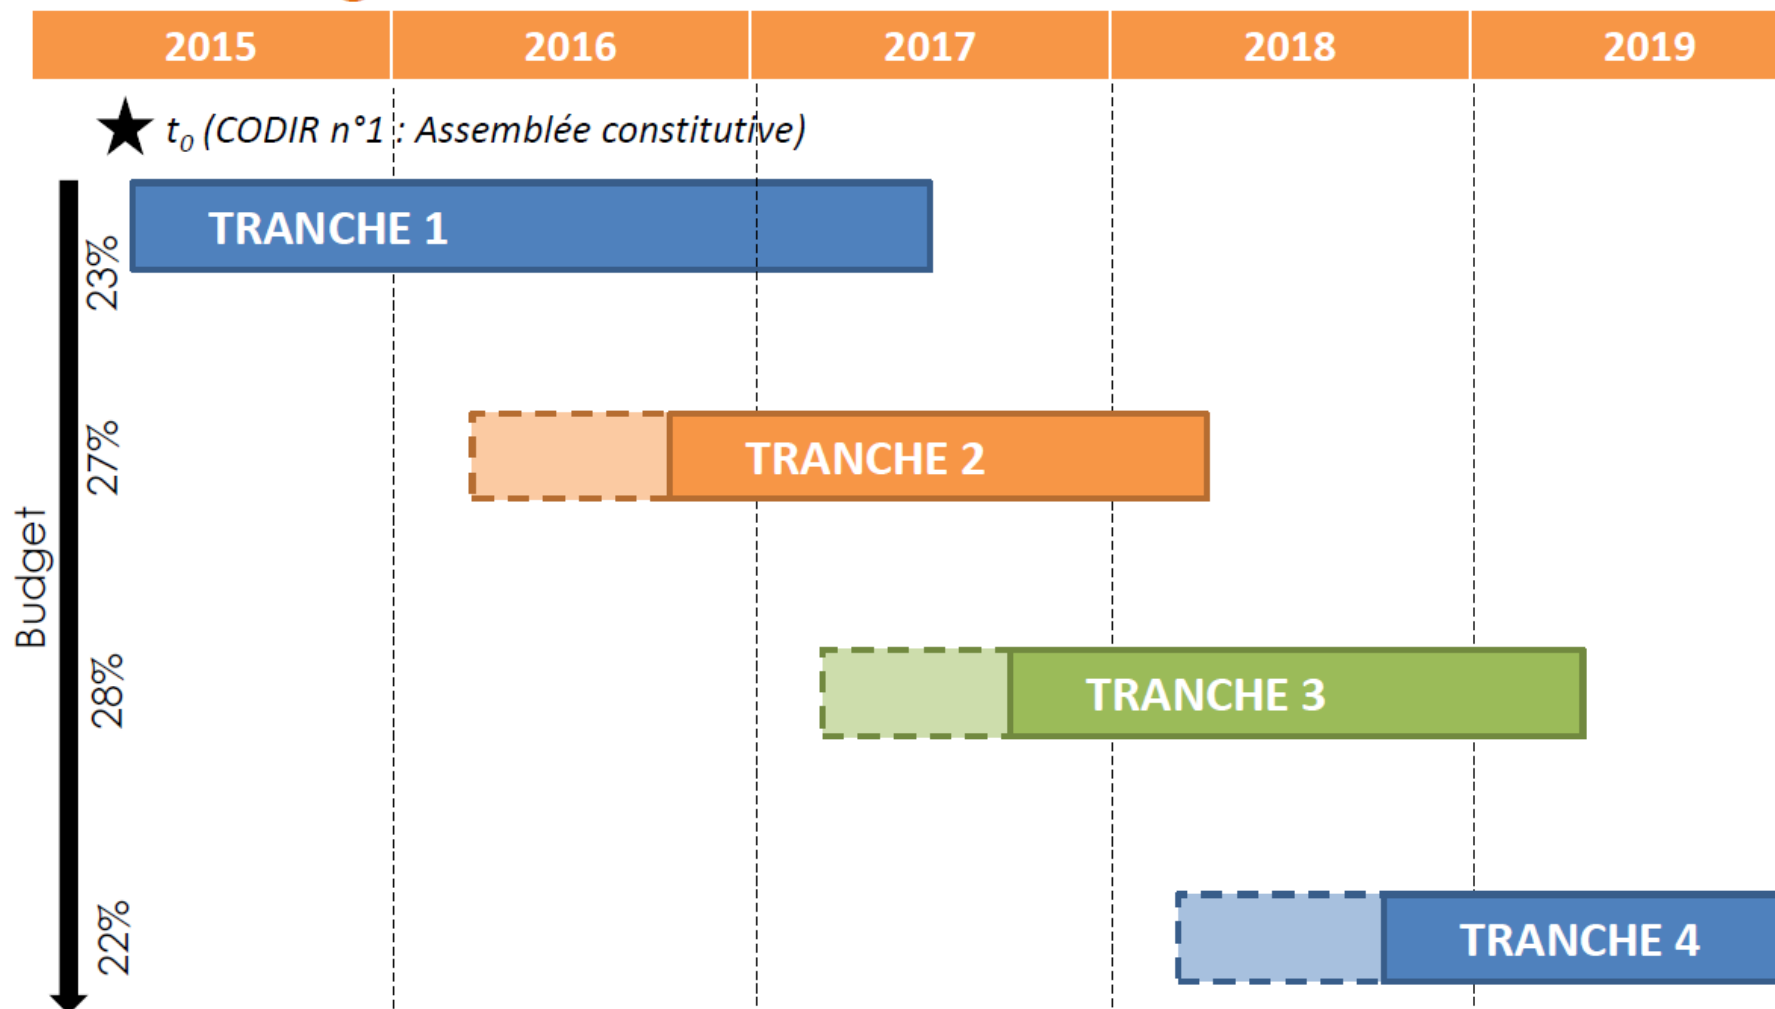 2015 2016 2017 2018 2019
★ t₀ (CODIR n°1 : Assemblée constitutive)
TRANCHE 1
23%
TRANCHE 2
27%
Budget
TRANCHE 3
28%
TRANCHE 4
22%